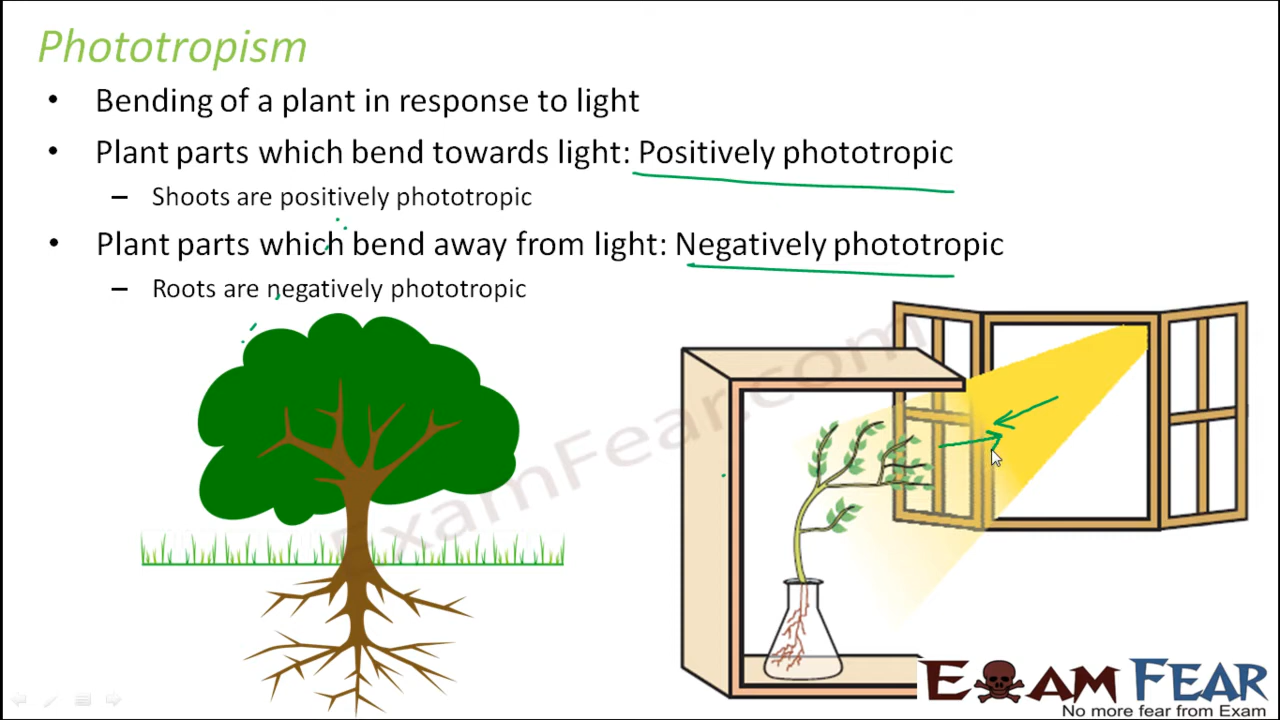 Phototropism
• Bending of a plant in response to light
• Plant parts which bend towards light: Positively phototropic
– Shoots are positively phototropic
• Plant parts which bend away from light: Negatively phototropic
– Roots are negatively phototropic
ExamFear.com
EXAM FEAR
No more fear from Exam